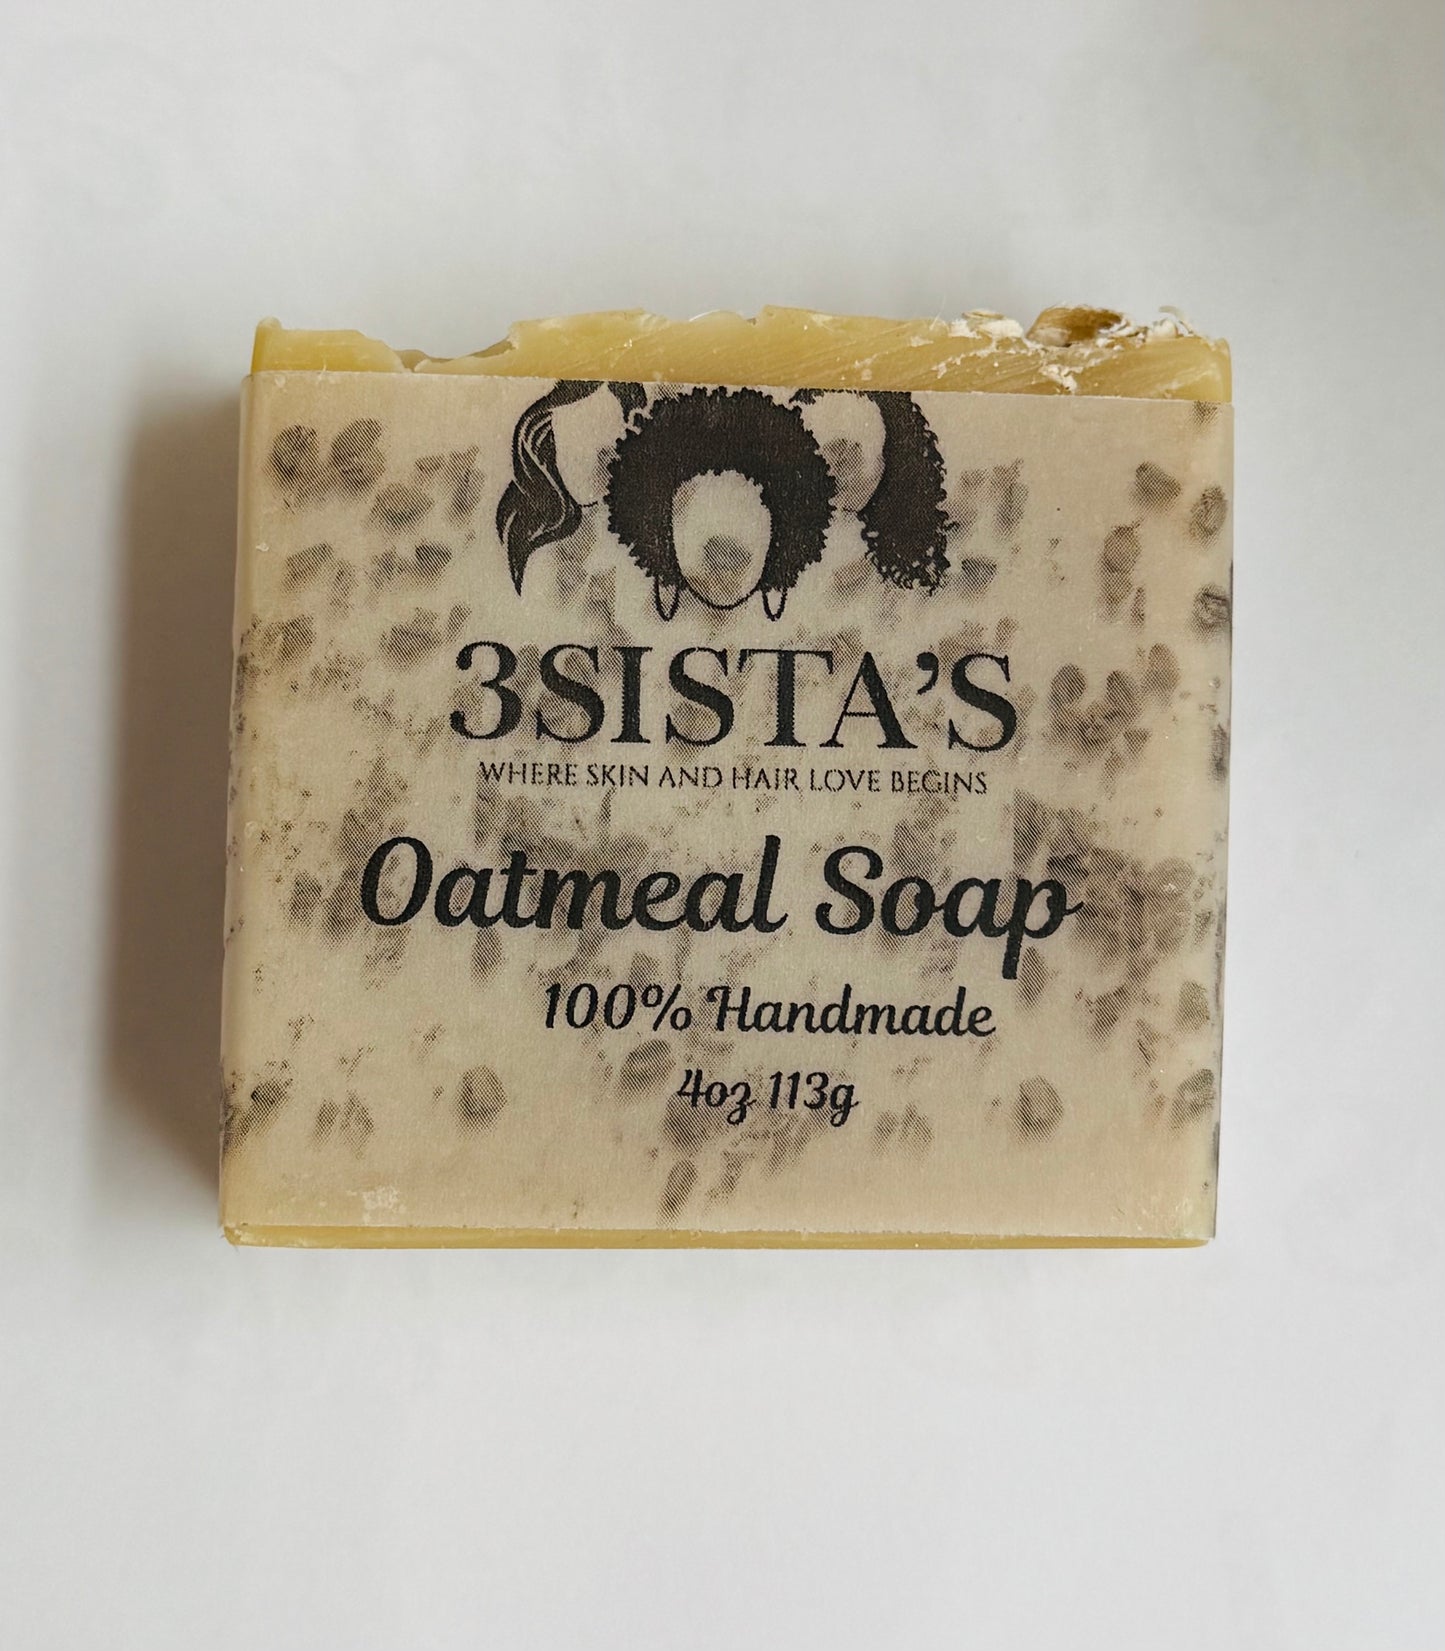 3SISTA'S
WHERE SKIN AND HAIR LOVE BEGINS
Oatmeal Soap
100% Handmade
4oz 113g